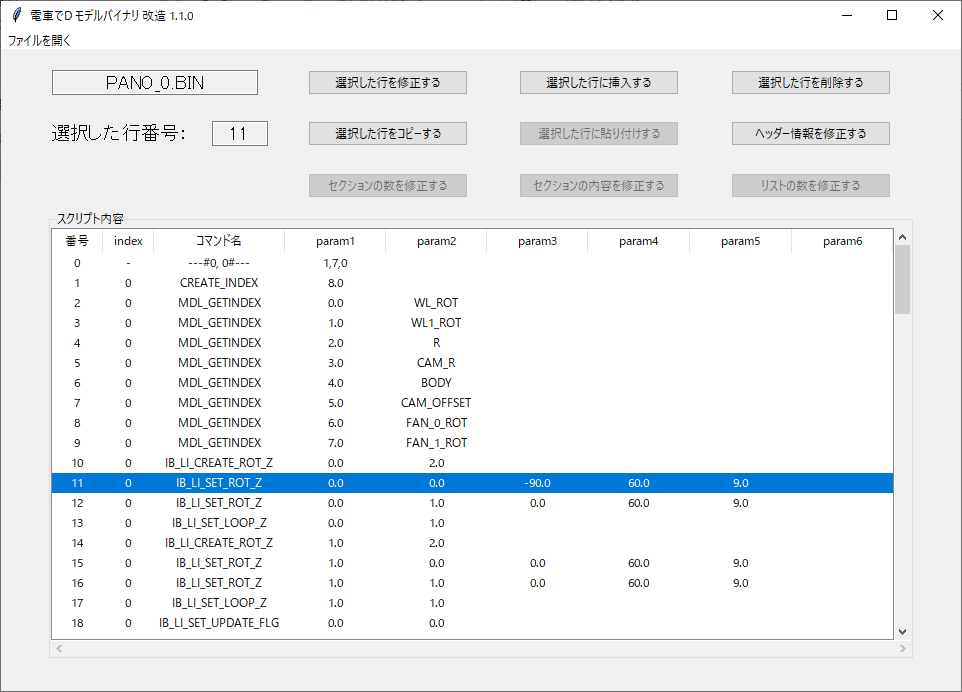 電車でD モデルバイナリ 改造 1.1.0
ファイルを開く
PANO_0.BIN 選択した行を修正する 選択した行に挿入する 選択した行を削除する
選択した行番号: 11 選択した行をコピーする 選択した行に貼り付けする ヘッダー情報を修正する
セクションの数を修正する セクションの内容を修正する リストの数を修正する
スクリプト内容
番号 index コマンド名 param1 param2 param3 param4 param5 param6
0 - ---#0, 0#--- 1,7,0
1 0 CREATE_INDEX 8.0
2 0 MDL_GETINDEX 0.0 WL_ROT
3 0 MDL_GETINDEX 1.0 WL1_ROT
4 0 MDL_GETINDEX 2.0 R
5 0 MDL_GETINDEX 3.0 CAM_R
6 0 MDL_GETINDEX 4.0 BODY
7 0 MDL_GETINDEX 5.0 CAM_OFFSET
8 0 MDL_GETINDEX 6.0 FAN_0_ROT
9 0 MDL_GETINDEX 7.0 FAN_1_ROT
10 0 IB_LI_CREATE_ROT_Z 0.0 2.0
11 0 IB_LI_SET_ROT_Z 0.0 0.0 -90.0 60.0 9.0
12 0 IB_LI_SET_ROT_Z 0.0 1.0 0.0 60.0 9.0
13 0 IB_LI_SET_LOOP_Z 0.0 1.0
14 0 IB_LI_CREATE_ROT_Z 1.0 2.0
15 0 IB_LI_SET_ROT_Z 1.0 0.0 0.0 60.0 9.0
16 0 IB_LI_SET_ROT_Z 1.0 1.0 0.0 60.0 9.0
17 0 IB_LI_SET_LOOP_Z 1.0 1.0
18 0 IB_LI_SET_UPDATE_FLG 0.0 0.0